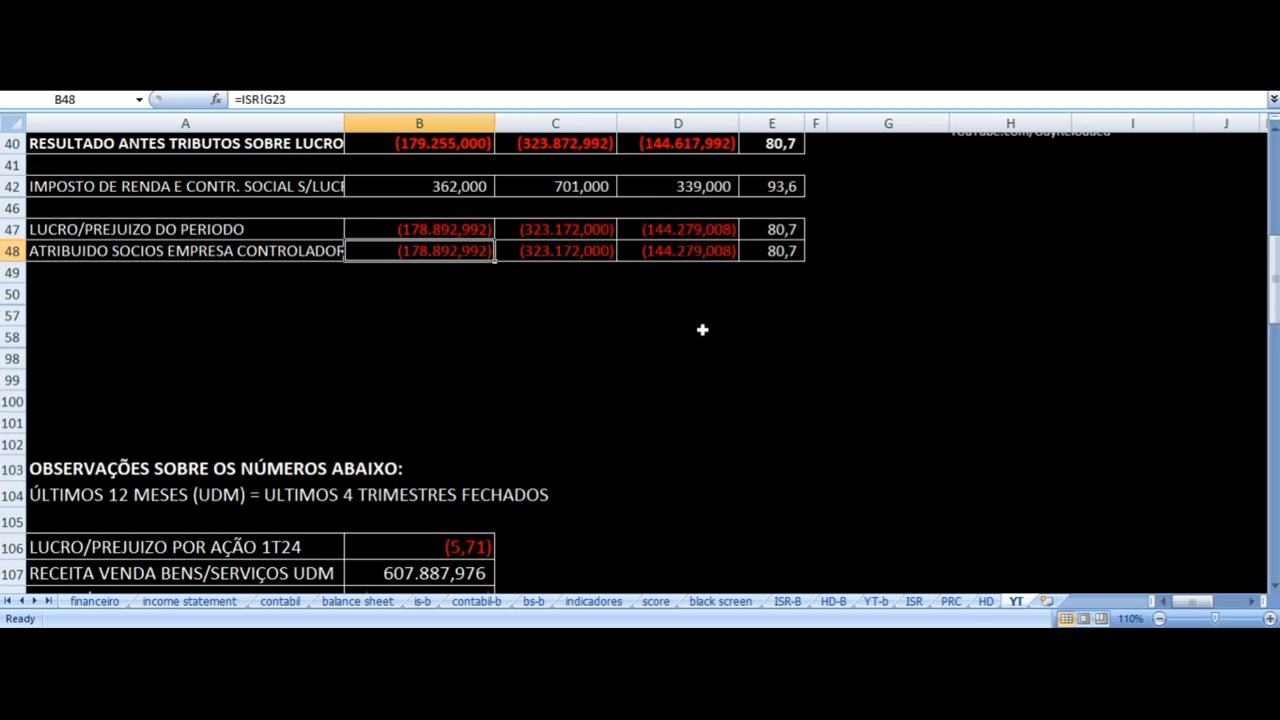 B48 fx =ISR!G23
A B C D E F G H I J
40 RESULTADO ANTES TRIBUTOS SOBRE LUCRO (179.255,000) (323.872,992) (144.617,992) 80,7
41
42 IMPOSTO DE RENDA E CONTR. SOCIAL S/LUCR 362,000 701,000 339,000 93,6
46
47 LUCRO/PREJUIZO DO PERIODO (178.892,992) (323.172,000) (144.279,008) 80,7
48 ATRIBUIDO SOCIOS EMPRESA CONTROLADOR (178.892,992) (323.172,000) (144.279,008) 80,7
49
50
57
58
98
99
100
101
102
103 OBSERVAÇÕES SOBRE OS NÚMEROS ABAIXO:
104 ÚLTIMOS 12 MESES (UDM) = ULTIMOS 4 TRIMESTRES FECHADOS
105
106 LUCRO/PREJUIZO POR AÇÃO 1T24 (5,71)
107 RECEITA VENDA BENS/SERVIÇOS UDM 607.887,976
financeiro income statement contabil balance sheet is-b contabil-b bs-b indicadores score black screen ISR-B HD-B YT-b ISR PRC HD YT
Ready 110%